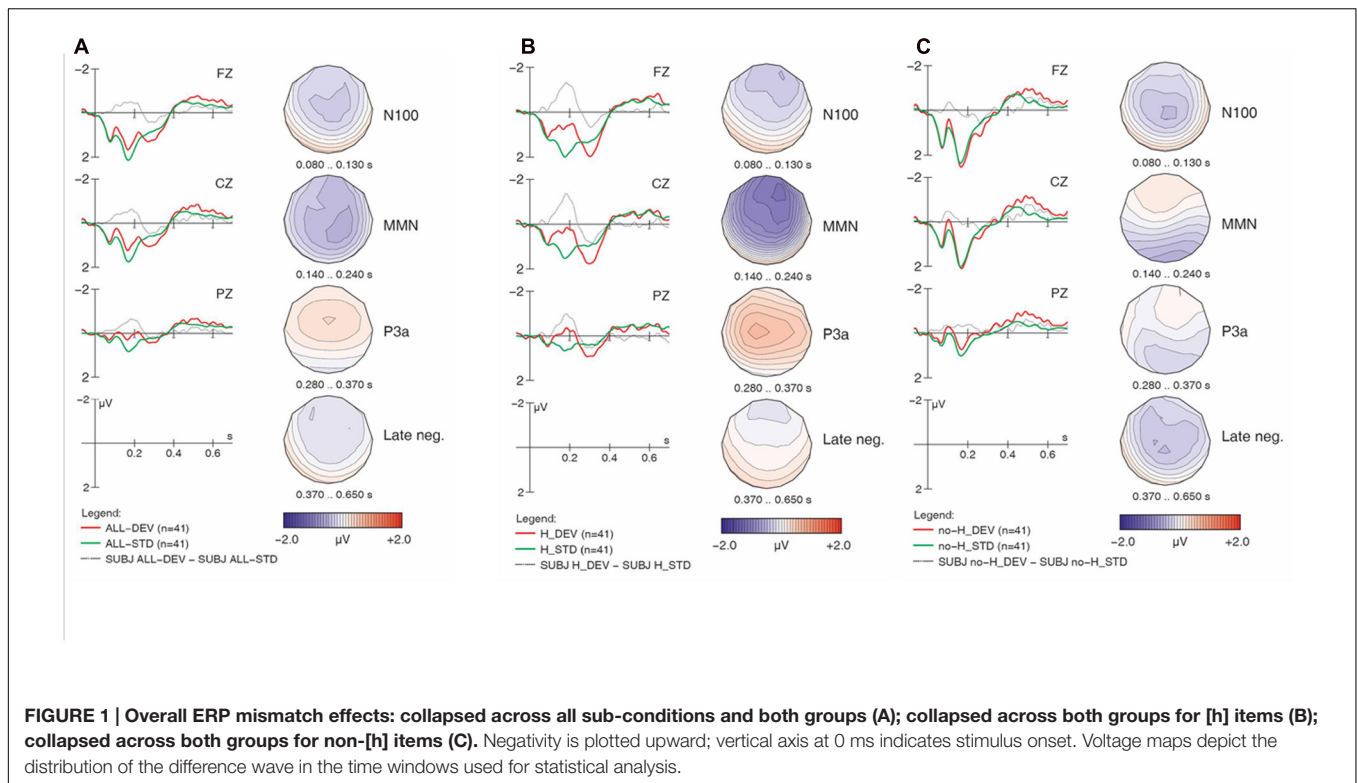 A
−2
FZ
2
N100
0.080 .. 0.130 s
−2
CZ
2
MMN
0.140 .. 0.240 s
−2
PZ
2
P3a
0.280 .. 0.370 s
−2
µV
s
0.2 0.4 0.6
2
Late neg.
0.370 .. 0.650 s
Legend:
ALL−DEV (n=41)
ALL−STD (n=41)
SUBJ ALL−DEV − SUBJ ALL−STD
−2.0 µV +2.0
B
−2
FZ
2
N100
0.080 .. 0.130 s
−2
CZ
2
MMN
0.140 .. 0.240 s
−2
PZ
2
P3a
0.280 .. 0.370 s
−2
µV
s
0.2 0.4 0.6
2
Late neg.
0.370 .. 0.650 s
Legend:
H_DEV (n=41)
H_STD (n=41)
SUBJ H_DEV − SUBJ H_STD
−2.0 µV +2.0
C
−2
FZ
2
N100
0.080 .. 0.130 s
−2
CZ
2
MMN
0.140 .. 0.240 s
−2
PZ
2
P3a
0.280 .. 0.370 s
−2
µV
s
0.2 0.4 0.6
2
Late neg.
0.370 .. 0.650 s
Legend:
no−H_DEV (n=41)
no−H_STD (n=41)
SUBJ no−H_DEV − SUBJ no−H_STD
−2.0 µV +2.0
FIGURE 1 | Overall ERP mismatch effects: collapsed across all sub-conditions and both groups (A); collapsed across both groups for [h] items (B);
collapsed across both groups for non-[h] items (C). Negativity is plotted upward; vertical axis at 0 ms indicates stimulus onset. Voltage maps depict the
distribution of the difference wave in the time windows used for statistical analysis.